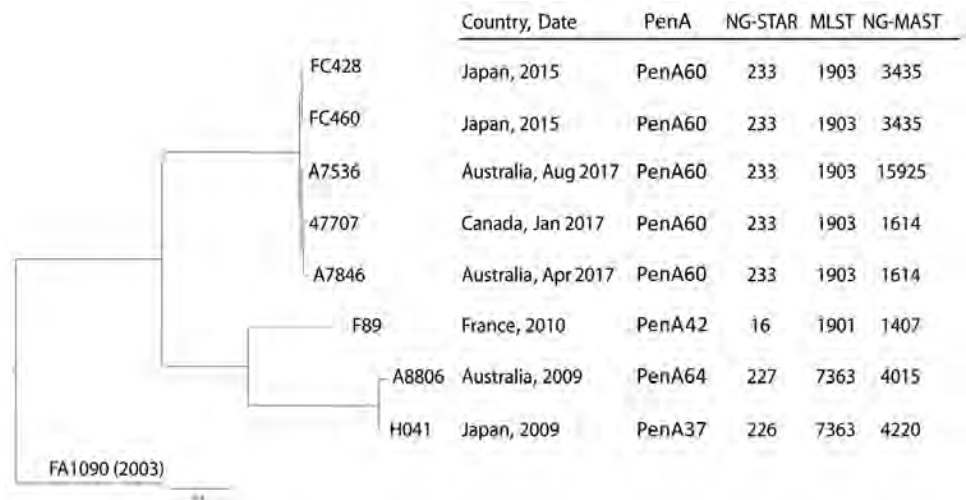 Country, Date PenA NG-STAR MLST NG-MAST
FC428 Japan, 2015 PenA60 233 1903 3435
FC460 Japan, 2015 PenA60 233 1903 3435
A7536 Australia, Aug 2017 PenA60 233 1903 15925
47707 Canada, Jan 2017 PenA60 233 1903 1614
A7846 Australia, Apr 2017 PenA60 233 1903 1614
F89 France, 2010 PenA42 16 1901 1407
A8806 Australia, 2009 PenA64 227 7363 4015
H041 Japan, 2009 PenA37 226 7363 4220
FA1090 (2003)